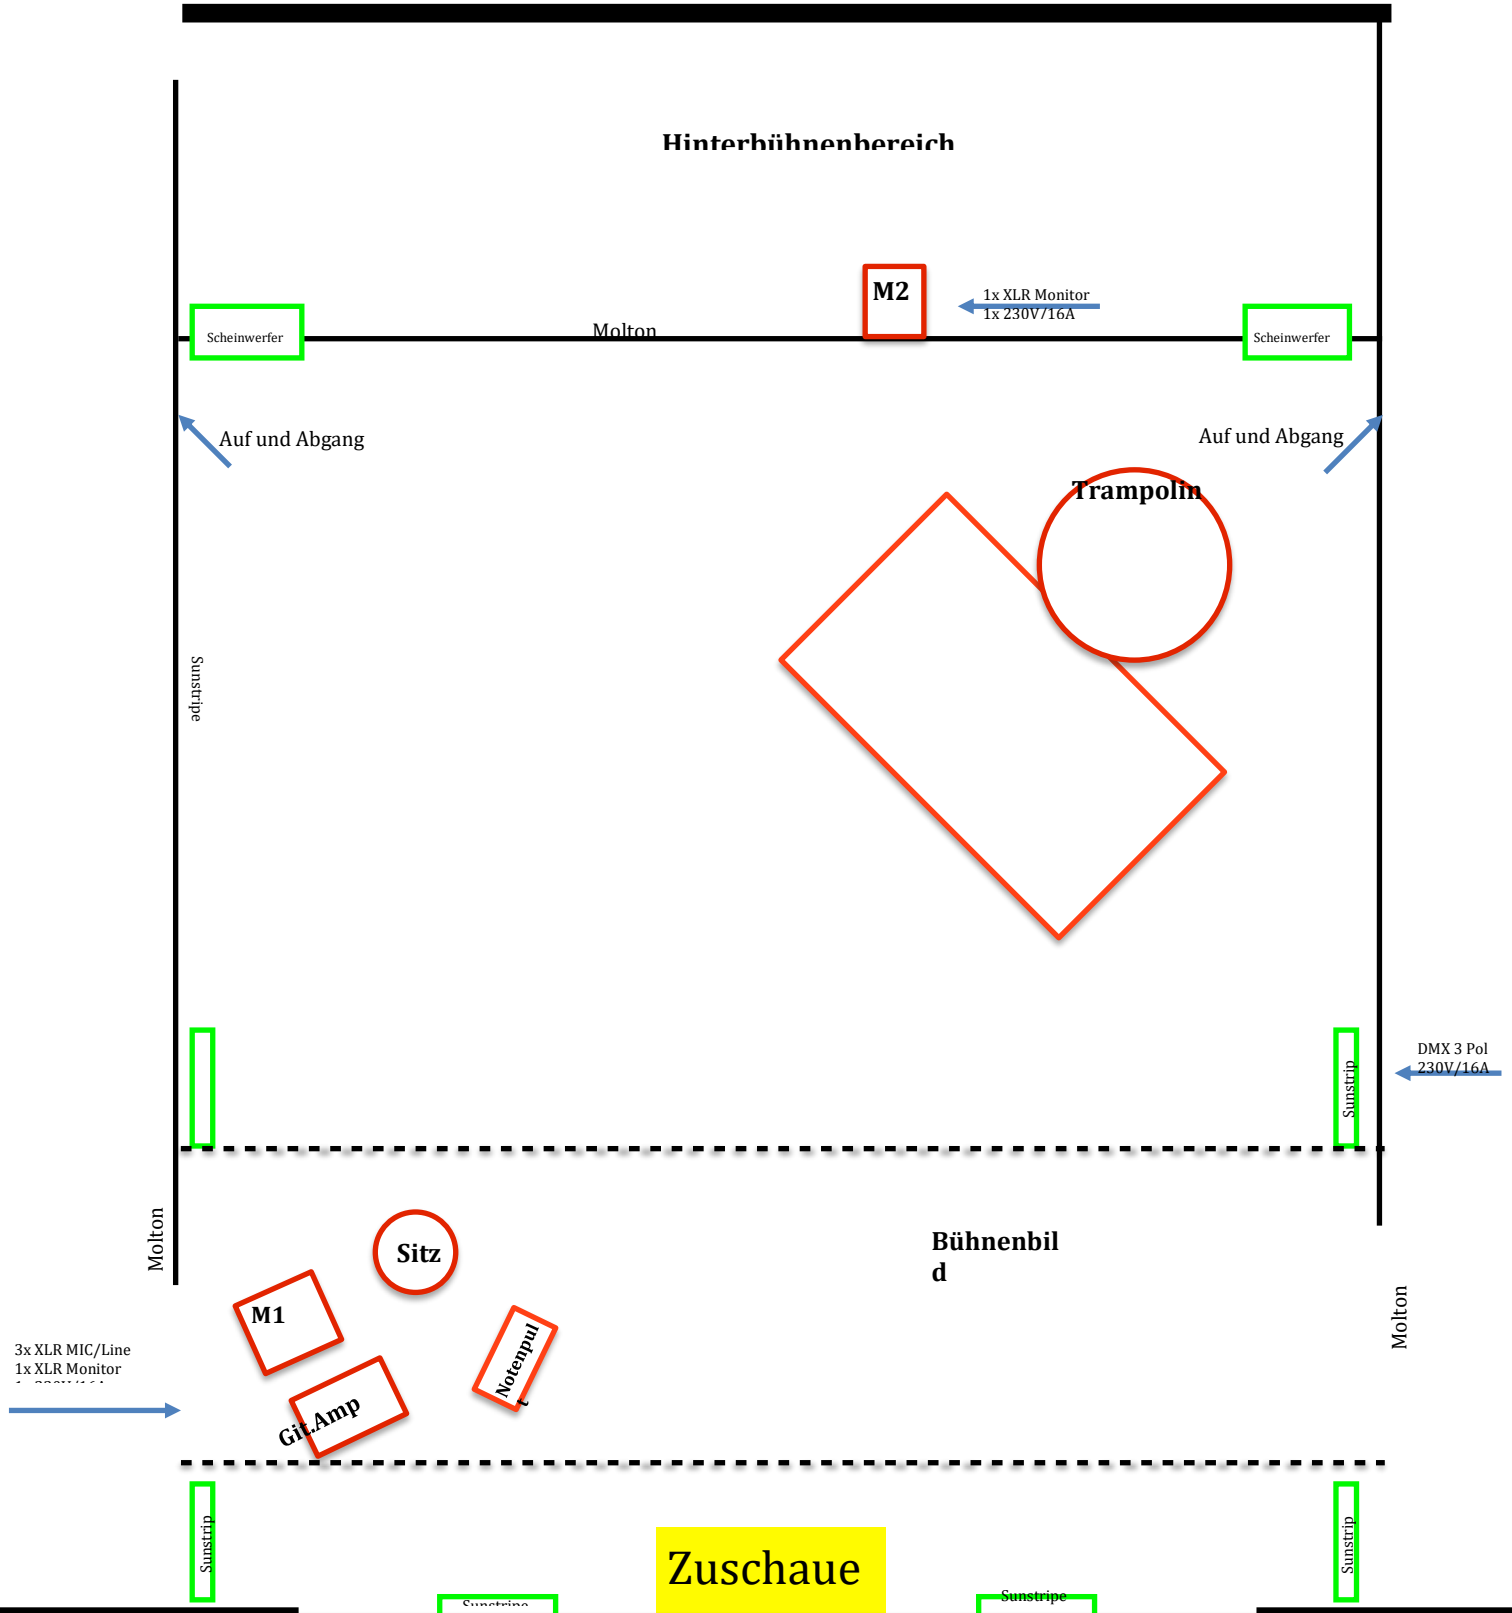 Hinterbühnenbereich
M2
1x XLR Monitor
1x 230V/16A
Molton
Scheinwerfer
Scheinwerfer
Auf und Abgang
Auf und Abgang
Trampolin
Sunstripe
DMX 3 Pol
230V/16A
Sunstrip
Molton
Sitz
Bühnenbil
d
M1
Molton
Notenpul
t
3x XLR MIC/Line
1x XLR Monitor
Git.Amp
Sunstrip
Sunstrip
Zuschaue
Sunstripe
Sunstripe